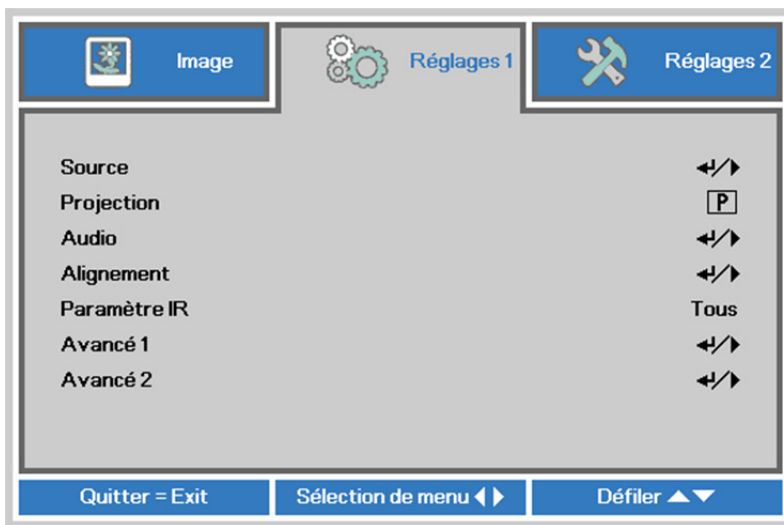 Image
Réglages 1
Réglages 2
Source
Projection P
Audio
Alignement
Paramètre IR Tous
Avancé 1
Avancé 2
Quitter = Exit
Sélection de menu
Défiler